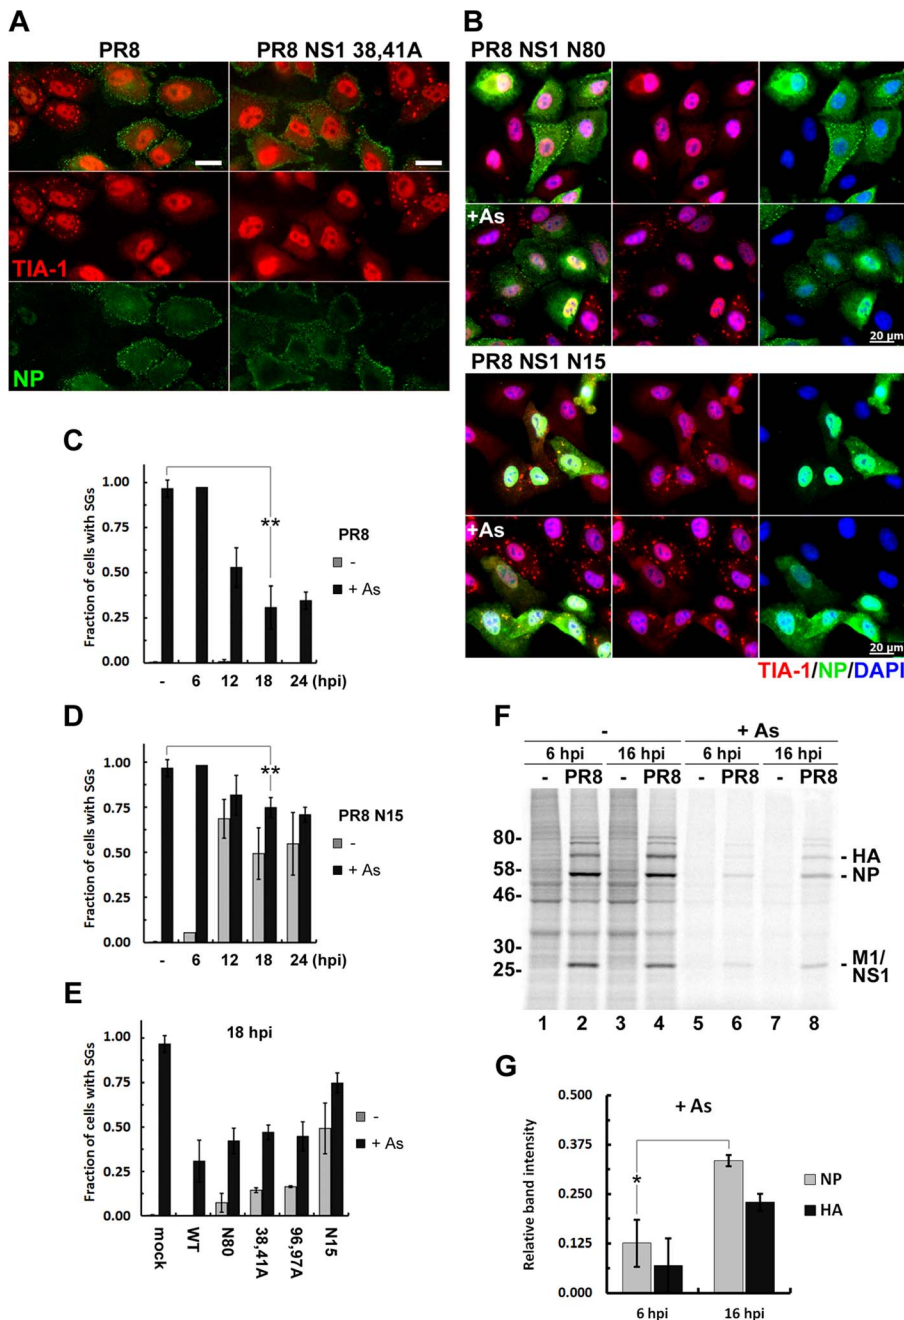 A
PR8
PR8 NS1 38,41A
TIA-1
NP
B
PR8 NS1 N80
+As
20 µm
PR8 NS1 N15
+As
20 µm
TIA-1/NP/DAPI
C
Fraction of cells with SGs
1.00
0.75
0.50
0.25
0.00
**
PR8
-
+ As
- 6 12 18 24 (hpi)
D
Fraction of cells with SGs
1.00
0.75
0.50
0.25
0.00
**
PR8 N15
-
+ As
- 6 12 18 24 (hpi)
E
18 hpi
Fraction of cells with SGs
1.00
0.75
0.50
0.25
0.00
-
+ As
mock
WT
N80
38,41A
96,97A
N15
F
- + As
6 hpi 16 hpi 6 hpi 16 hpi
- PR8 - PR8 - PR8 - PR8
80-
58-
46-
30-
25-
- HA
- NP
- M1/
NS1
1 2 3 4 5 6 7 8
G
+ As
Relative band intensity
0.500
0.375
0.250
0.125
0.000
*
NP
HA
6 hpi 16 hpi